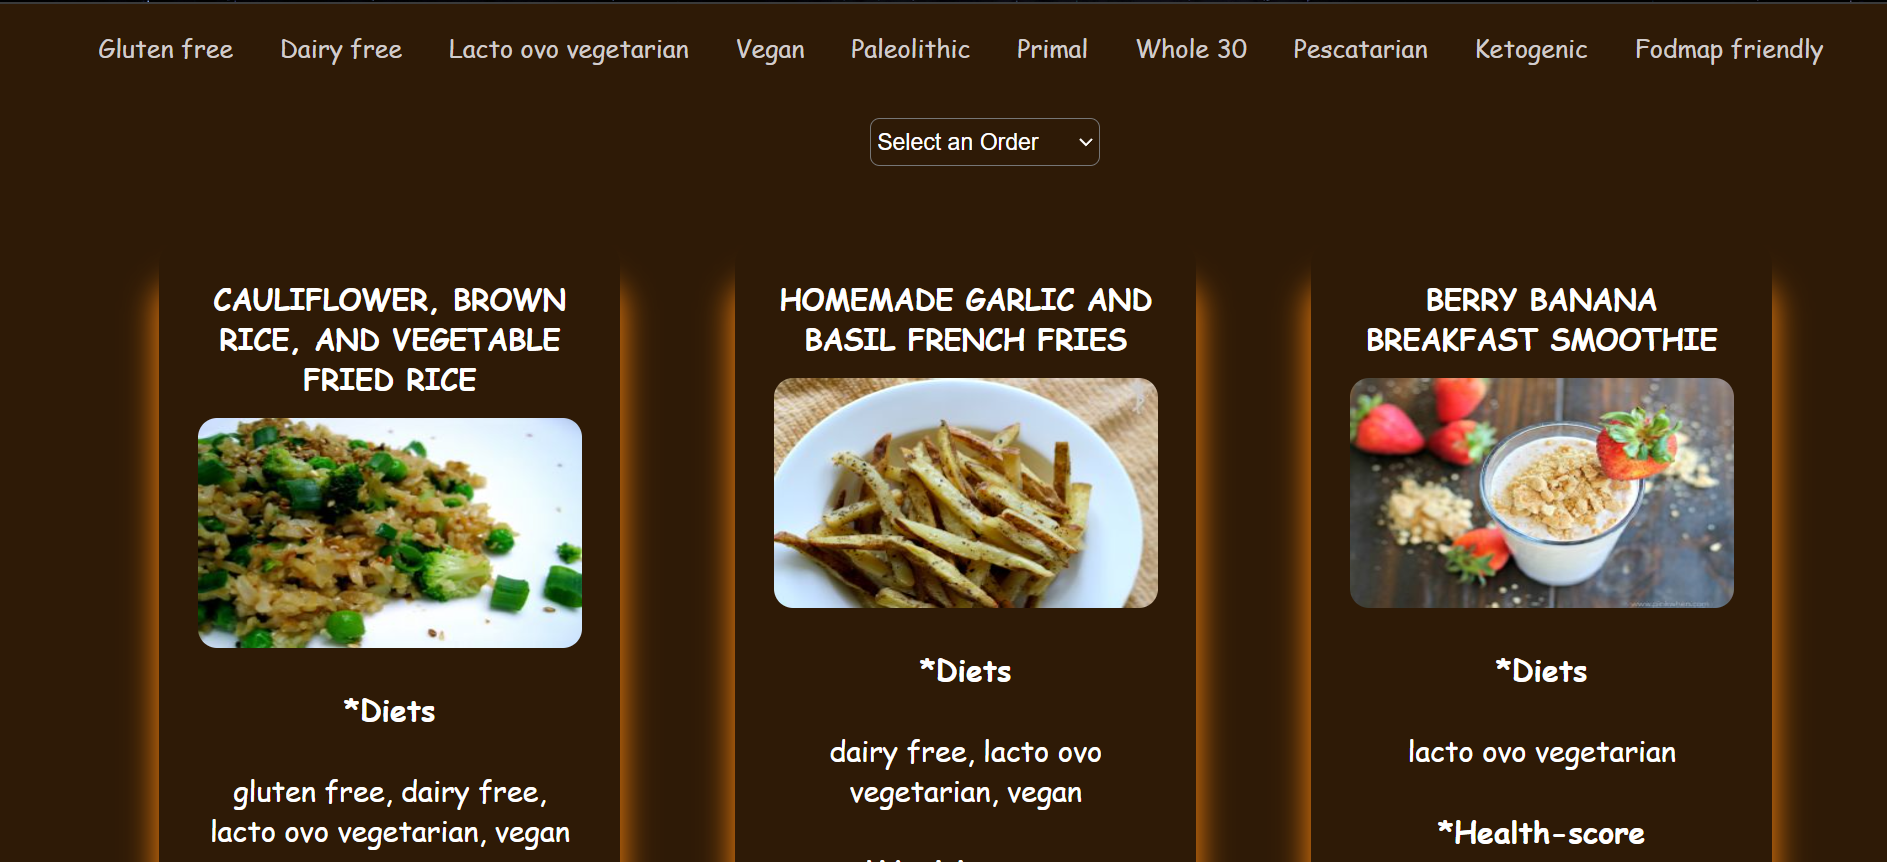 Gluten free Dairy free Lacto ovo vegetarian Vegan Paleolithic Primal Whole 30 Pescatarian Ketogenic Fodmap friendly
Select an Order
CAULIFLOWER, BROWN
RICE, AND VEGETABLE
FRIED RICE
*Diets
gluten free, dairy free,
lacto ovo vegetarian, vegan
HOMEMADE GARLIC AND
BASIL FRENCH FRIES
*Diets
dairy free, lacto ovo
vegetarian, vegan
BERRY BANANA
BREAKFAST SMOOTHIE
*Diets
lacto ovo vegetarian
*Health-score